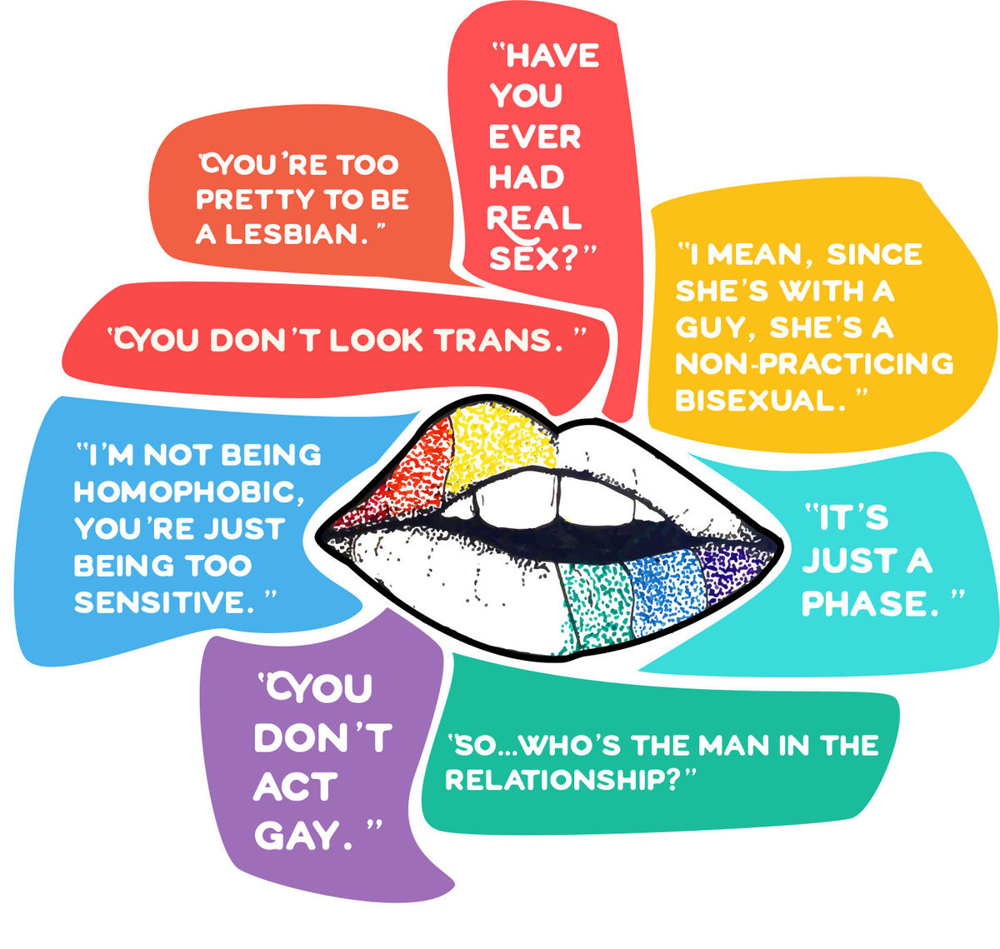 "HAVE
YOU
EVER
HAD
REAL
SEX?"
"YOU'RE TOO
PRETTY TO BE
A LESBIAN."
"I MEAN, SINCE
SHE'S WITH A
GUY, SHE'S A
NON-PRACTICING
BISEXUAL."
"YOU DON'T LOOK TRANS."
"I'M NOT BEING
HOMOPHOBIC,
YOU'RE JUST
BEING TOO
SENSITIVE."
"IT'S
JUST A
PHASE."
"YOU
DON'T
ACT
GAY."
"SO...WHO'S THE MAN IN THE
RELATIONSHIP?"